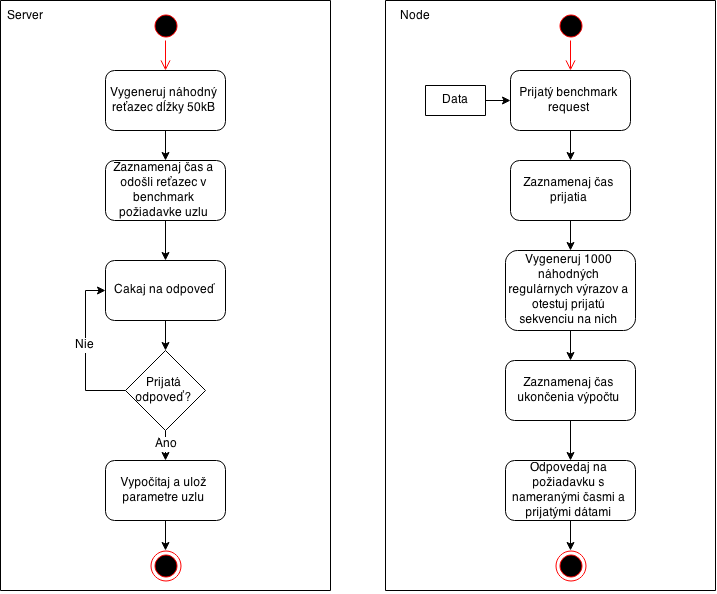 Server
Vygeneruj náhodný
reťazec dĺžky 50kB
Zaznamenaj čas a
odošli reťazec v
benchmark
požiadavke uzlu
Cakaj na odpoveď
Nie
Prijatá
odpoveď?
Ano
Vypočítaj a ulož
parametre uzlu
Node
Data
Prijatý benchmark
request
Zaznamenaj čas
prijatia
Vygeneruj 1000
náhodných
regulárnych výrazov a
otestuj prijatú
sekvenciu na nich
Zaznamenaj čas
ukončenia výpočtu
Odpovedaj na
požiadavku s
nameranými časmi a
prijatými dátami